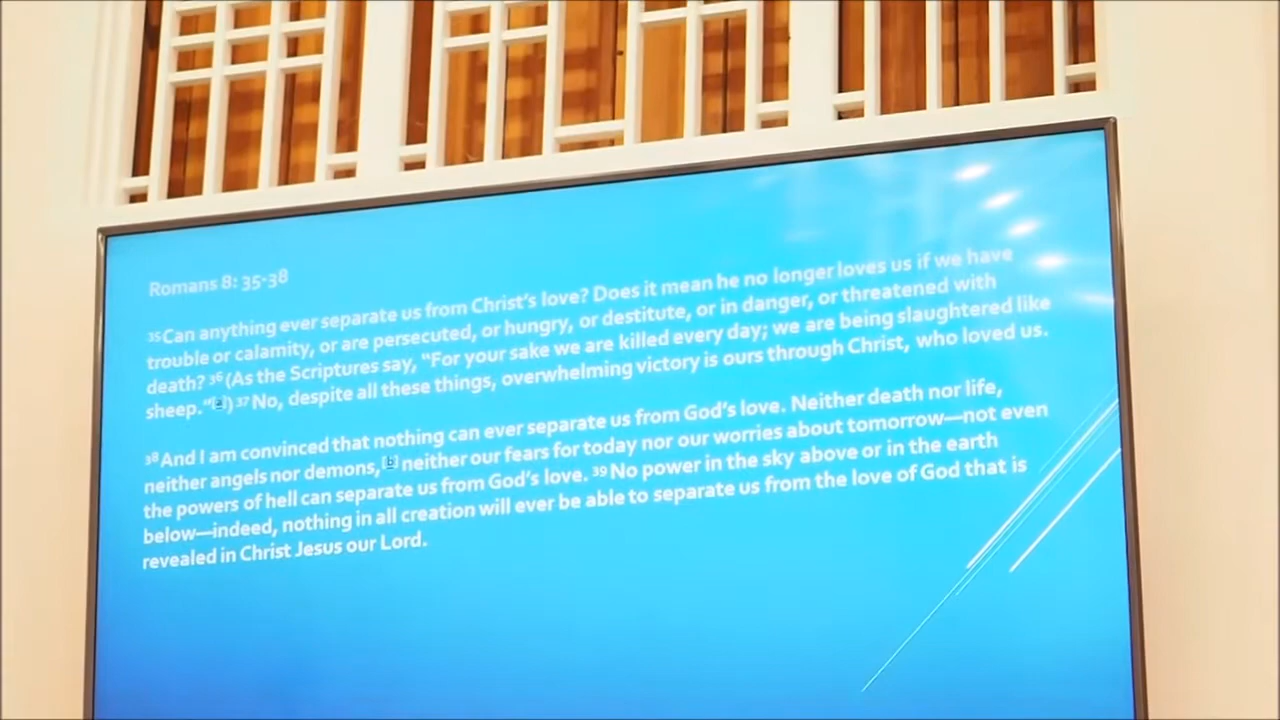 Romans 8: 35-38
35 Can anything ever separate us from Christ's love? Does it mean he no longer loves us if we have
trouble or calamity, or are persecuted, or hungry, or destitute, or in danger, or threatened with
death? 36 (As the Scriptures say, “For your sake we are killed every day; we are being slaughtered like
sheep.”[a]) 37 No, despite all these things, overwhelming victory is ours through Christ, who loved us.
38 And I am convinced that nothing can ever separate us from God's love. Neither death nor life,
neither angels nor demons,[b] neither our fears for today nor our worries about tomorrow—not even
the powers of hell can separate us from God's love. 39 No power in the sky above or in the earth
below—indeed, nothing in all creation will ever be able to separate us from the love of God that is
revealed in Christ Jesus our Lord.